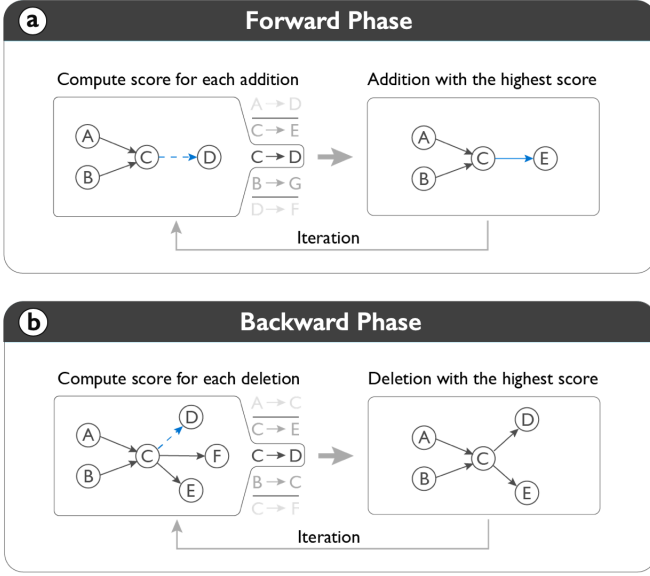 a Forward Phase
Compute score for each addition
Addition with the highest score
A → D
C → E
C → D
B → G
D → F
A
B
C
D
A
B
C
E
Iteration
b Backward Phase
Compute score for each deletion
Deletion with the highest score
A → C
C → E
C → D
B → C
C → F
A
B
C
D
F
E
A
B
C
D
E
Iteration